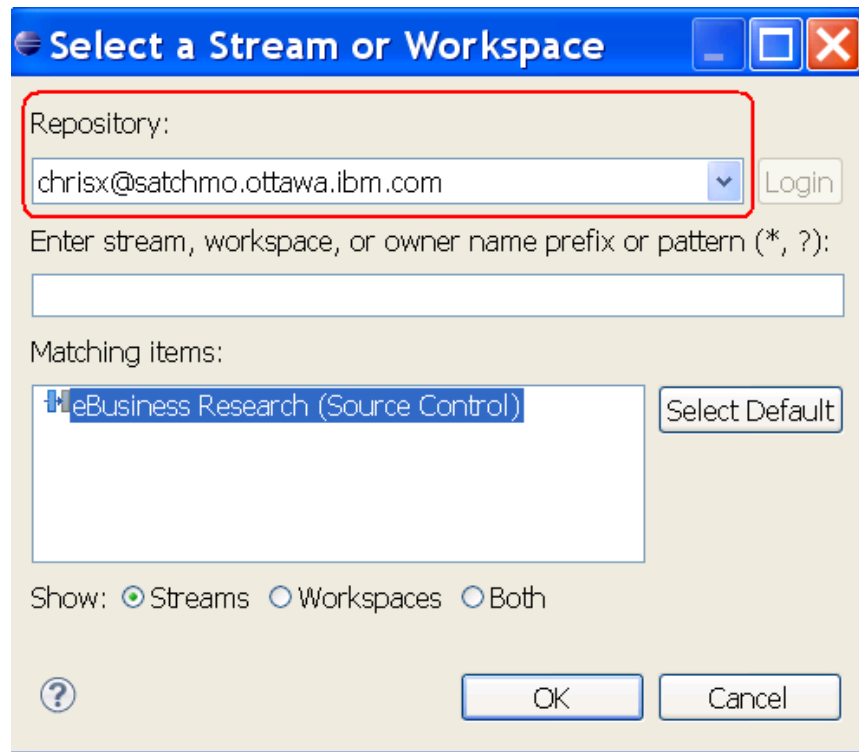 Select a Stream or Workspace
Repository:
chrisx@satchmo.ottawa.ibm.com Login
Enter stream, workspace, or owner name prefix or pattern (*, ?):
Matching items:
eBusiness Research (Source Control) Select Default
Show: Streams Workspaces Both
? OK Cancel